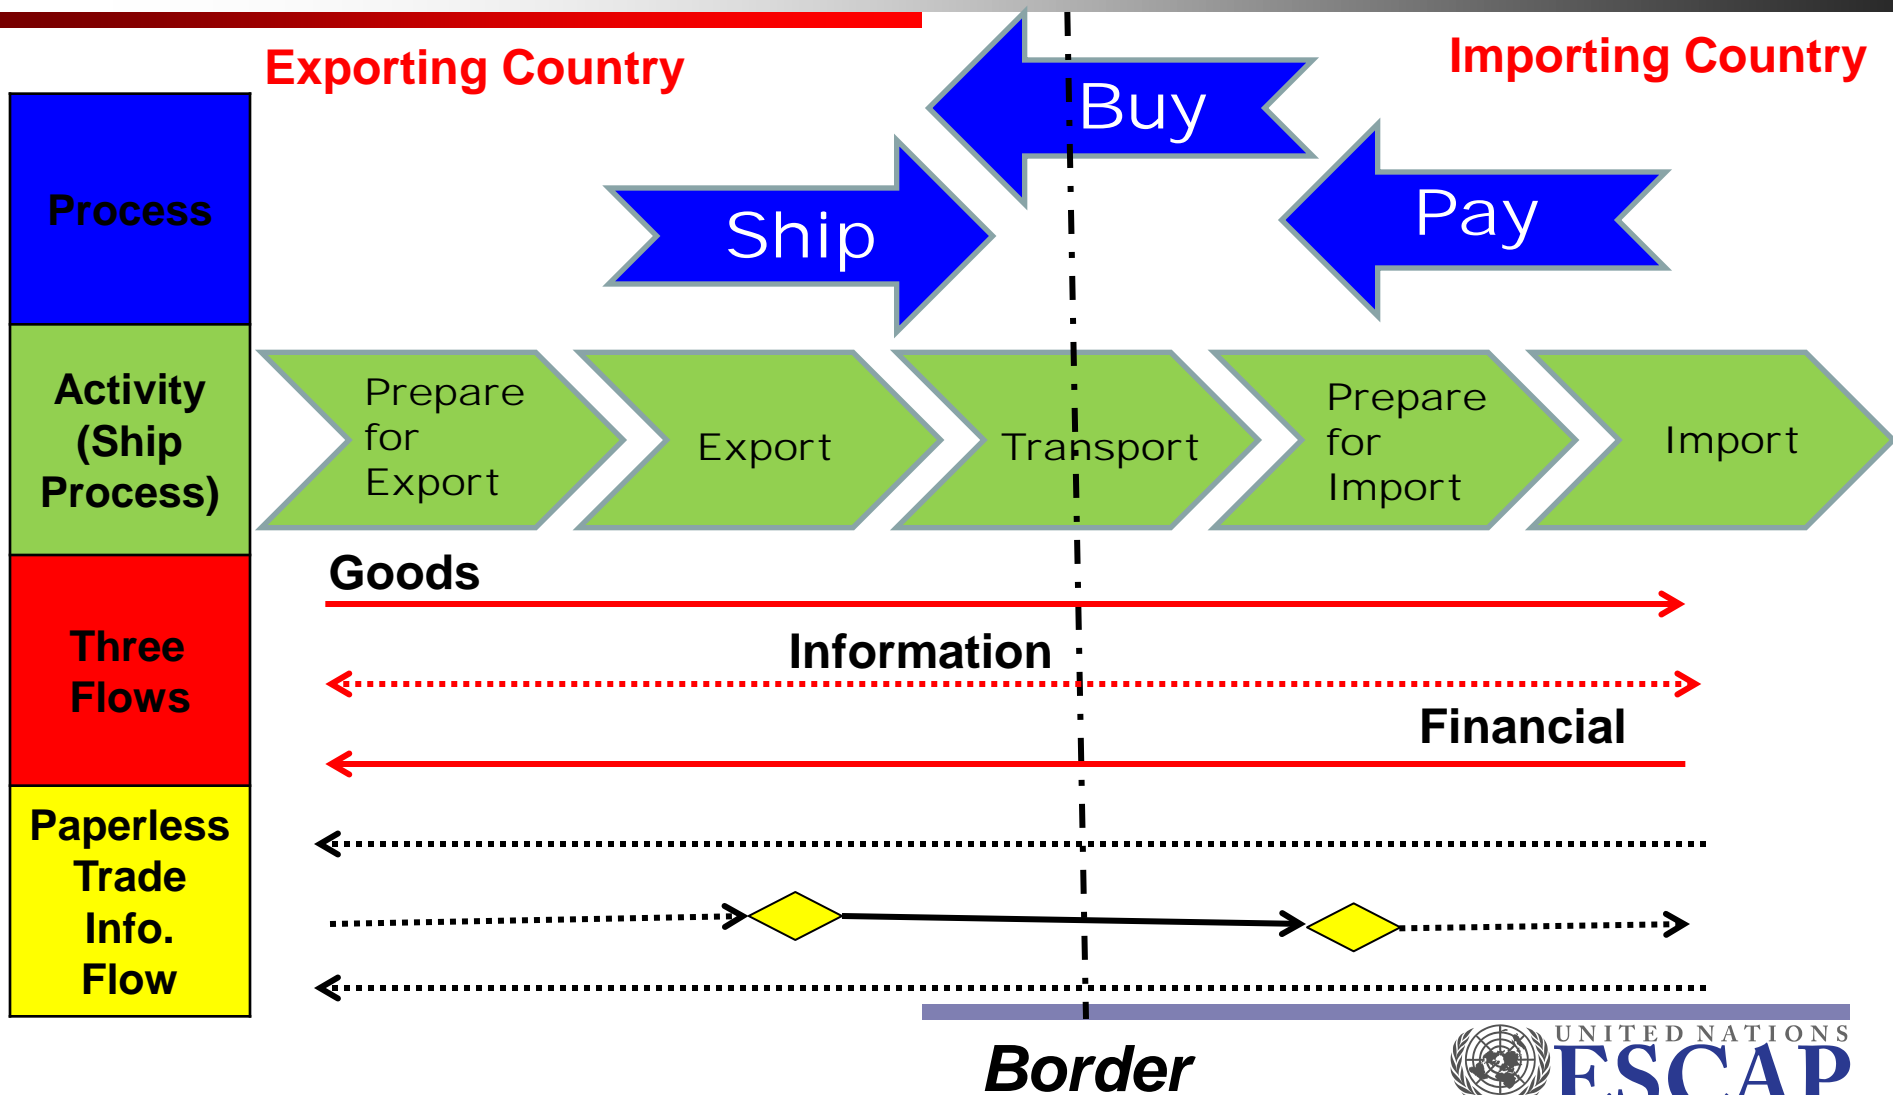 Exporting Country
Importing Country
Buy
Process
Ship
Pay
Activity
(Ship
Process)
Prepare
for
Export
Export
Transport
Prepare
for
Import
Import
Goods
Three
Flows
Information
Financial
Paperless
Trade
Info.
Flow
Border
UNITED NATIONS
ESCAP